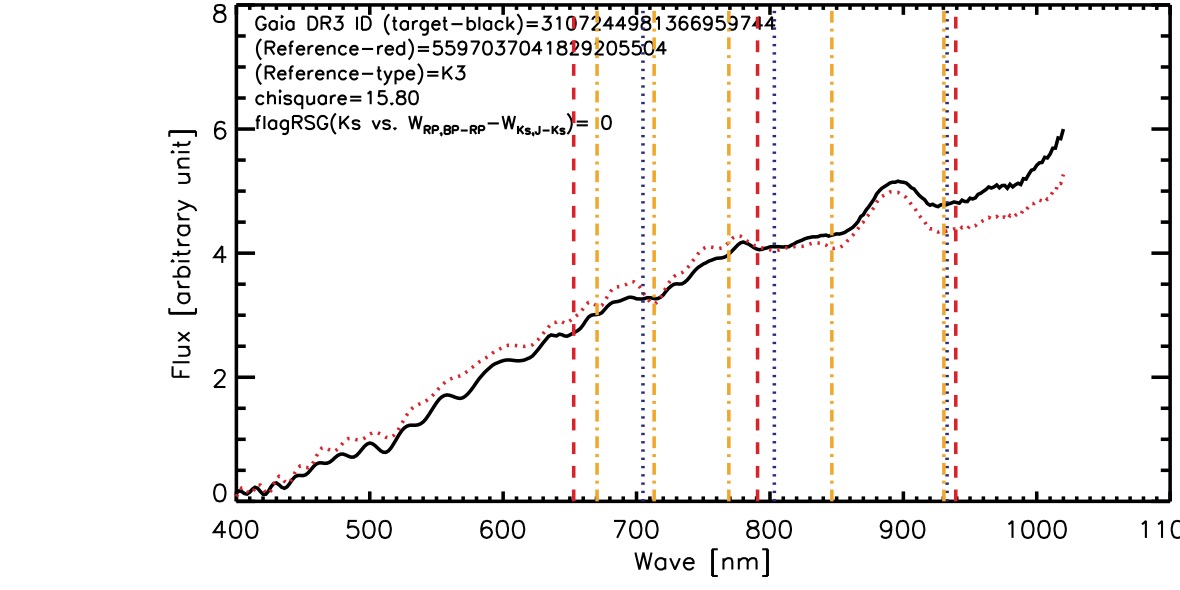 8
Gaia DR3 ID (target-black)=3107244981366959744
(Reference-red)=5597037041829205504
(Reference-type)=K3
chisquare=15.80
flagRSG(Ks vs. WRP,BP-RP-WKs,J-Ks)= 0
6
4
2
0
Flux [arbitrary unit]
400 500 600 700 800 900 1000 110
Wave [nm]